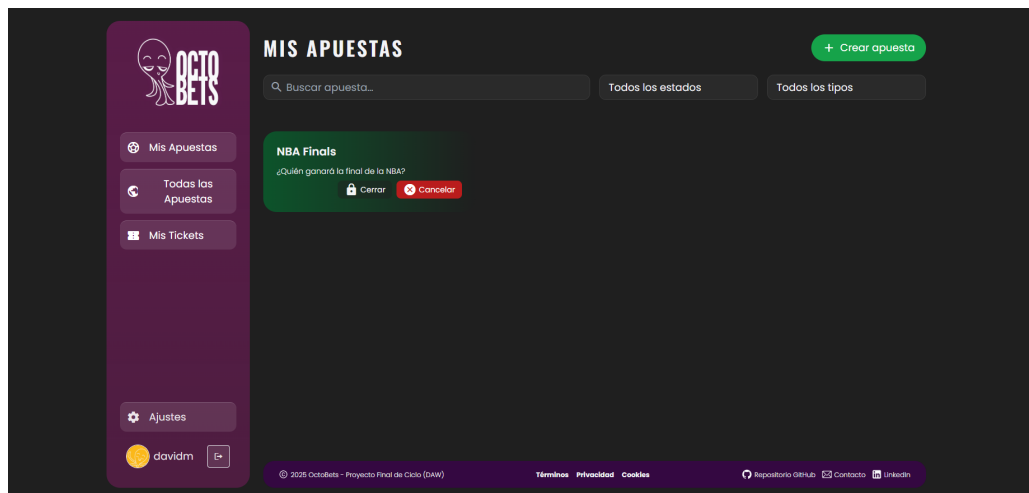 OCTO
BETS
Mis Apuestas
Todas las
Apuestas
Mis Tickets
Ajustes
davidm
MIS APUESTAS
+ Crear apuesta
Buscar apuesta...
Todos los estados
Todos los tipos
NBA Finals
¿Quién ganará la final de la NBA?
Cerrar
Cancelar
© 2025 OctoBets - Proyecto Final de Ciclo (DAW)
Términos Privacidad Cookies
Repositorio GitHub Contacto LinkedIn